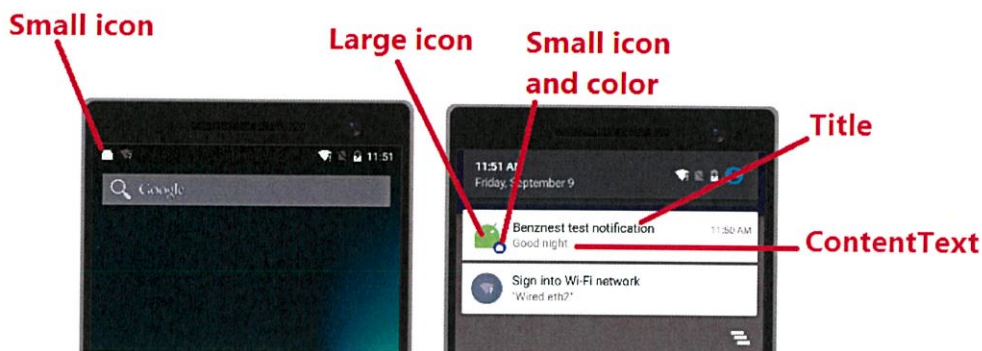 Small icon
Large icon
Small icon
and color
Title
ContentText
11:51
Google
11:51 AM
Friday, September 9
Benznest test notification
11:50 AM
Good night
Sign into Wi-Fi network
"Wired eth2"